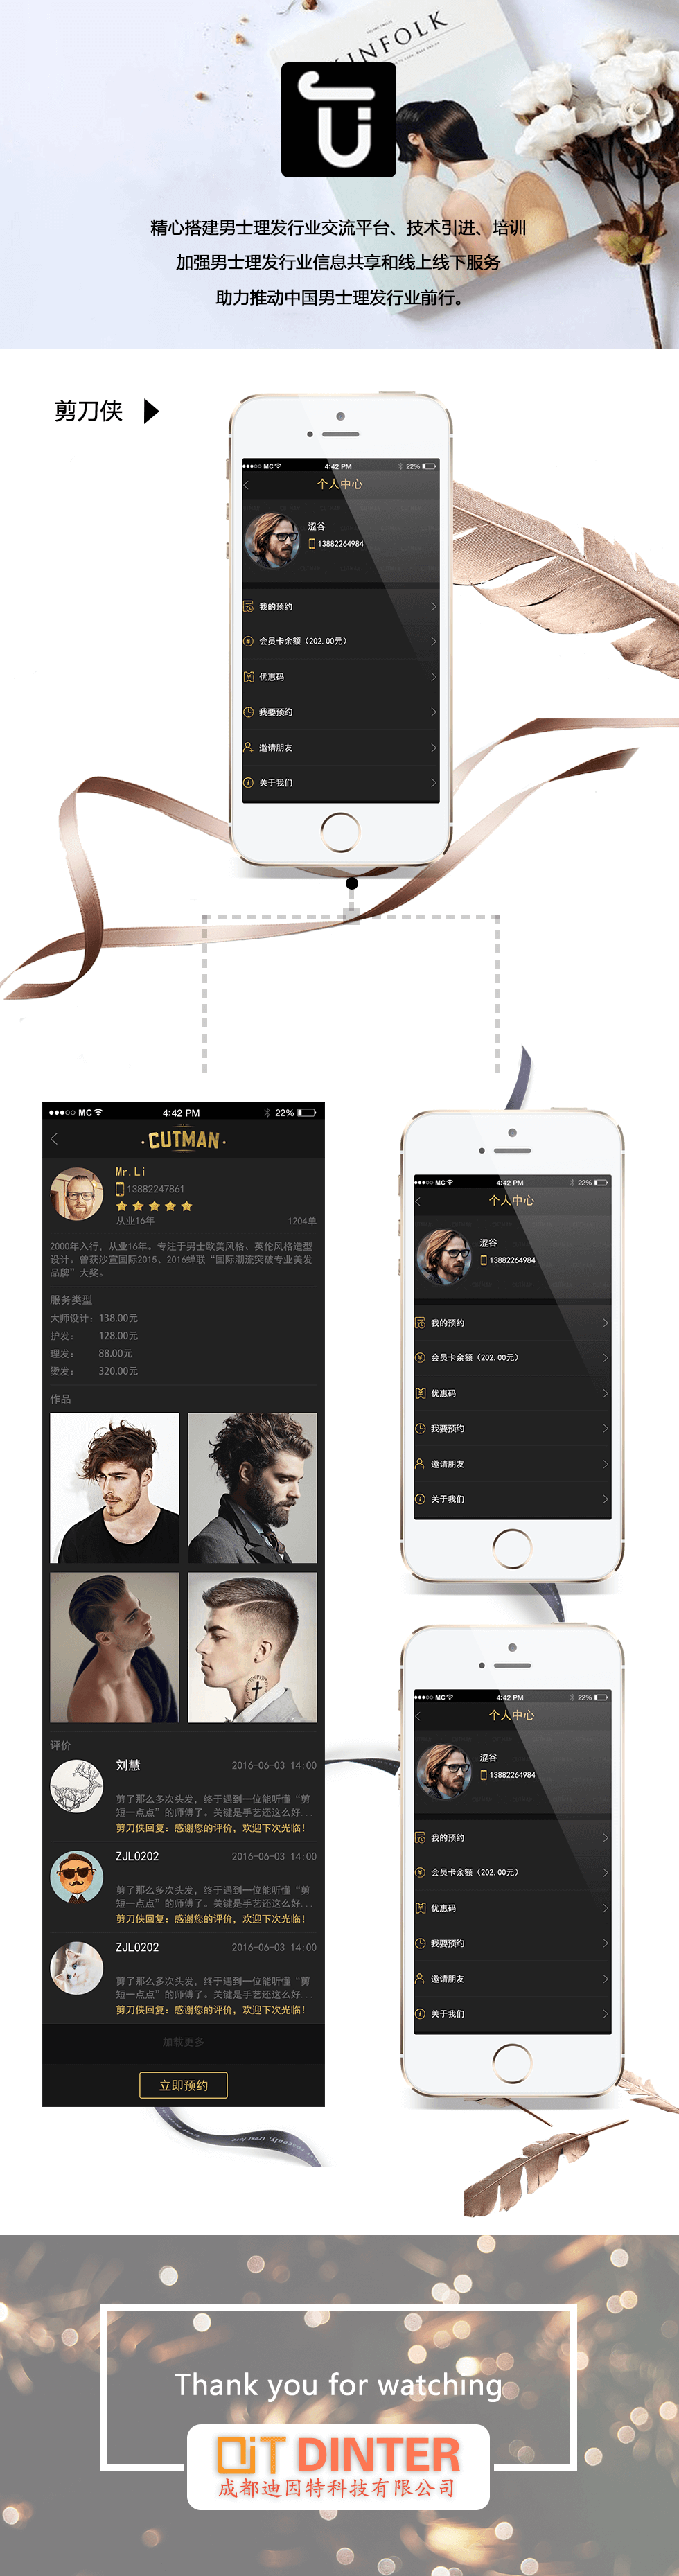 KINFOLK
精心搭建男士理发行业交流平台、技术引进、培训
加强男士理发行业信息共享和线上线下服务
助力推动中国男士理发行业前行。
剪刀侠
MC 4:42 PM 22%
个人中心
涩谷
13882264984
我的预约
会员卡余额（202.00元）
优惠码
我要预约
邀请朋友
关于我们
MC 4:42 PM 22%
CUTMAN
Mr.Li
13882247861
从业16年 1204单
2000年入行，从业16年。专注于男士欧美风格、英伦风格造型
设计。曾获沙宣国际2015、2016蝉联“国际潮流突破专业美发
品牌”大奖。
服务类型
大师设计：138.00元
护发： 128.00元
理发： 88.00元
烫发： 320.00元
作品
评价
刘慧 2016-06-03 14:00
剪了那么多次头发，终于遇到一位能听懂“剪
短一点点”的师傅了。关键是手艺还这么好...
剪刀侠回复：感谢您的评价，欢迎下次光临！
ZJL0202 2016-06-03 14:00
剪了那么多次头发，终于遇到一位能听懂“剪
短一点点”的师傅了。关键是手艺还这么好...
剪刀侠回复：感谢您的评价，欢迎下次光临！
ZJL0202 2016-06-03 14:00
剪了那么多次头发，终于遇到一位能听懂“剪
短一点点”的师傅了。关键是手艺还这么好...
剪刀侠回复：感谢您的评价，欢迎下次光临！
加载更多
立即预约
MC 4:42 PM 22%
个人中心
涩谷
13882264984
我的预约
会员卡余额（202.00元）
优惠码
我要预约
邀请朋友
关于我们
MC 4:42 PM 22%
个人中心
涩谷
13882264984
我的预约
会员卡余额（202.00元）
优惠码
我要预约
邀请朋友
关于我们
Thank you for watching
DiT DINTER
成都迪因特科技有限公司